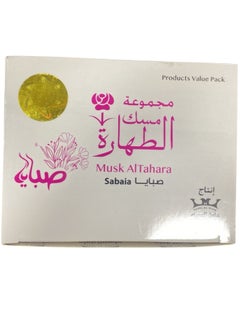 Products Value Pack
مجموعة
مسك
الطهارة
Musk AlTahara
Sabaia صبايا
صبايا
إنتاج